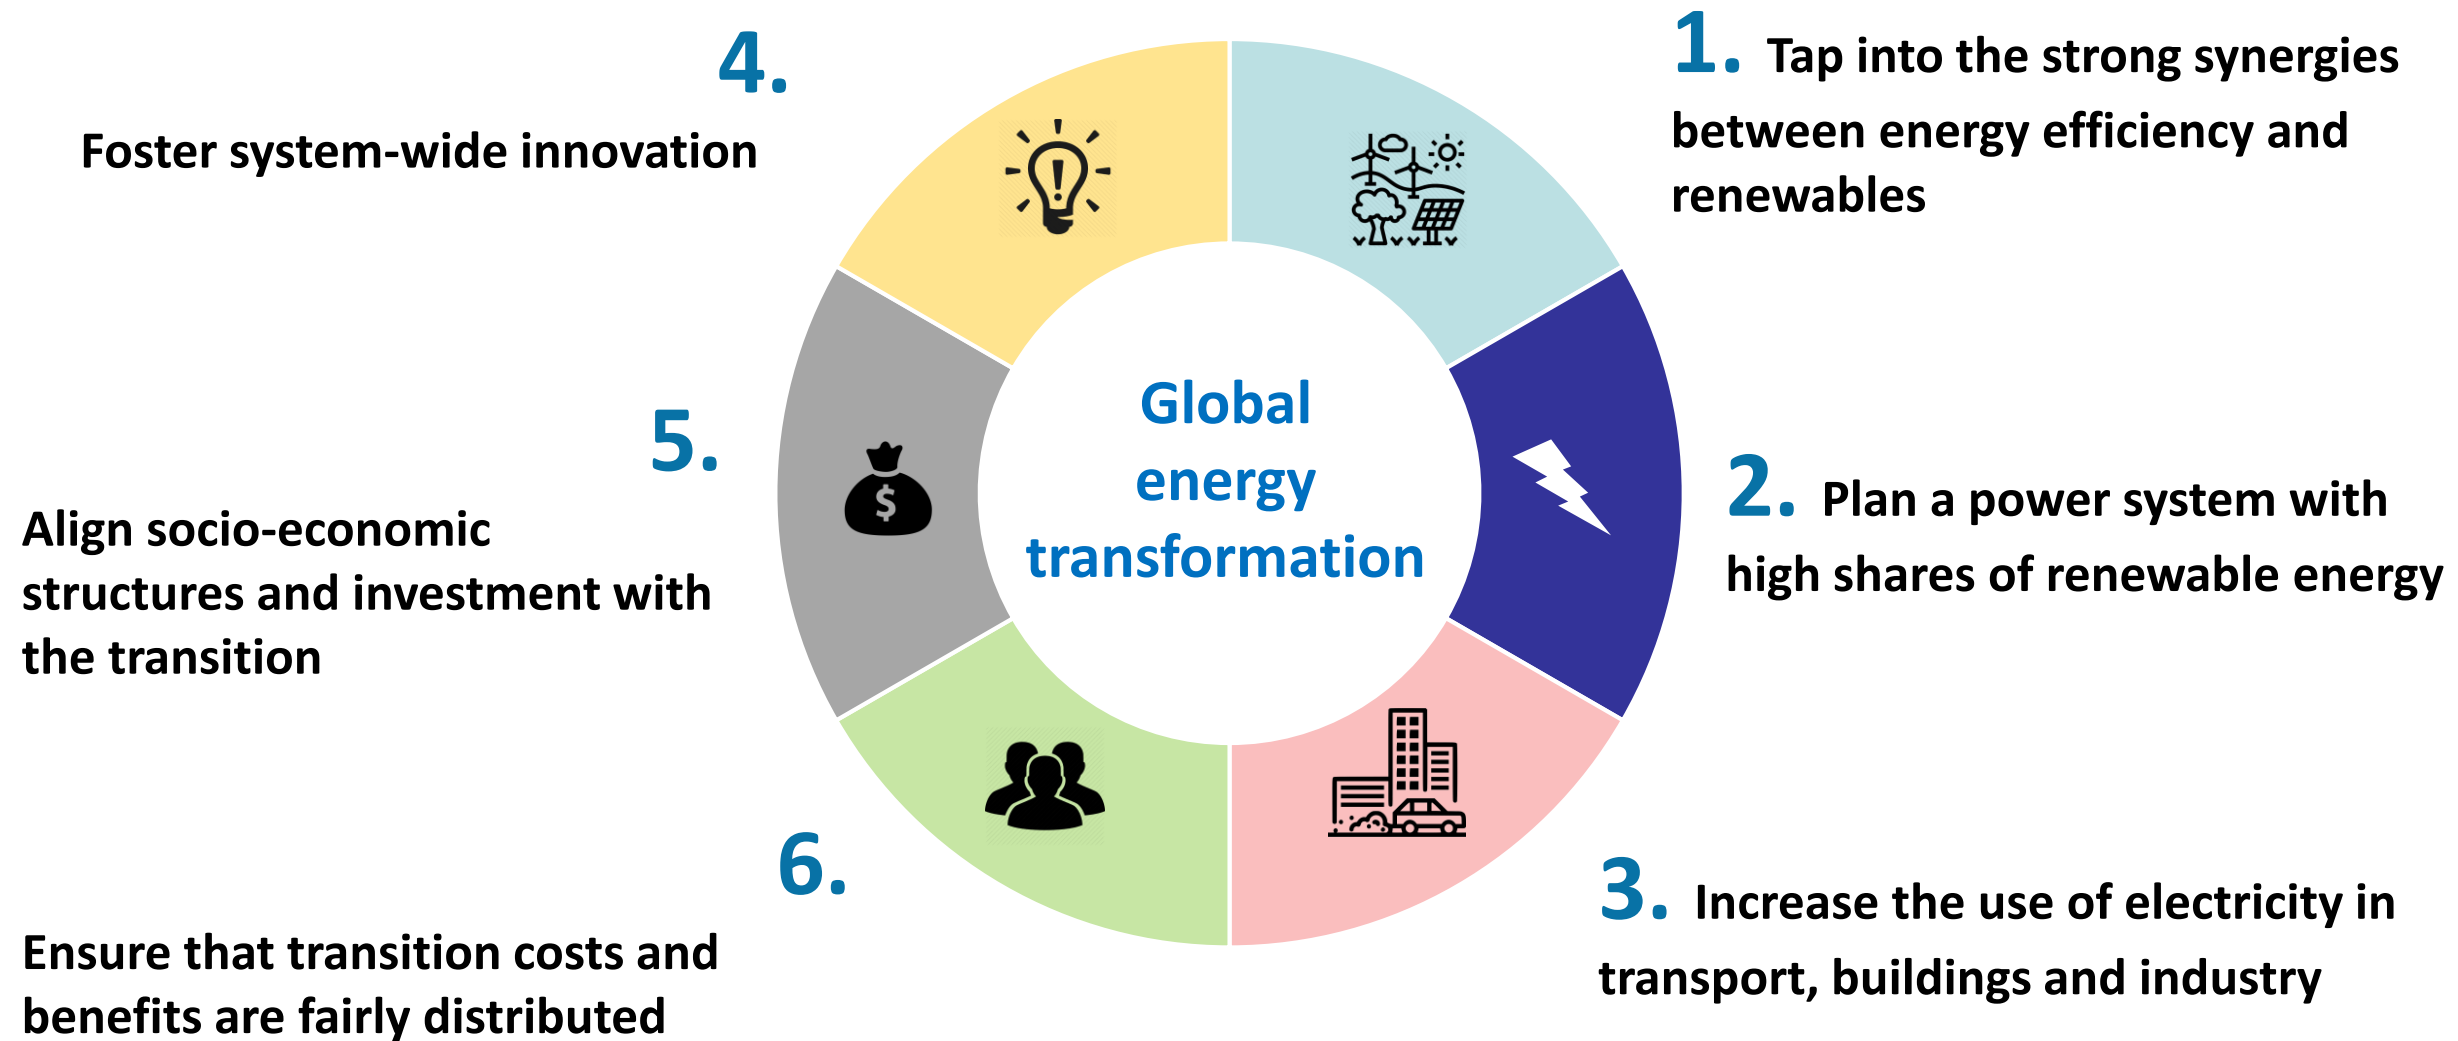 1. Tap into the strong synergies
between energy efficiency and
renewables
2. Plan a power system with
high shares of renewable energy
3. Increase the use of electricity in
transport, buildings and industry
4.
Foster system-wide innovation
5.
Align socio-economic
structures and investment with
the transition
6.
Ensure that transition costs and
benefits are fairly distributed
Global
energy
transformation
$